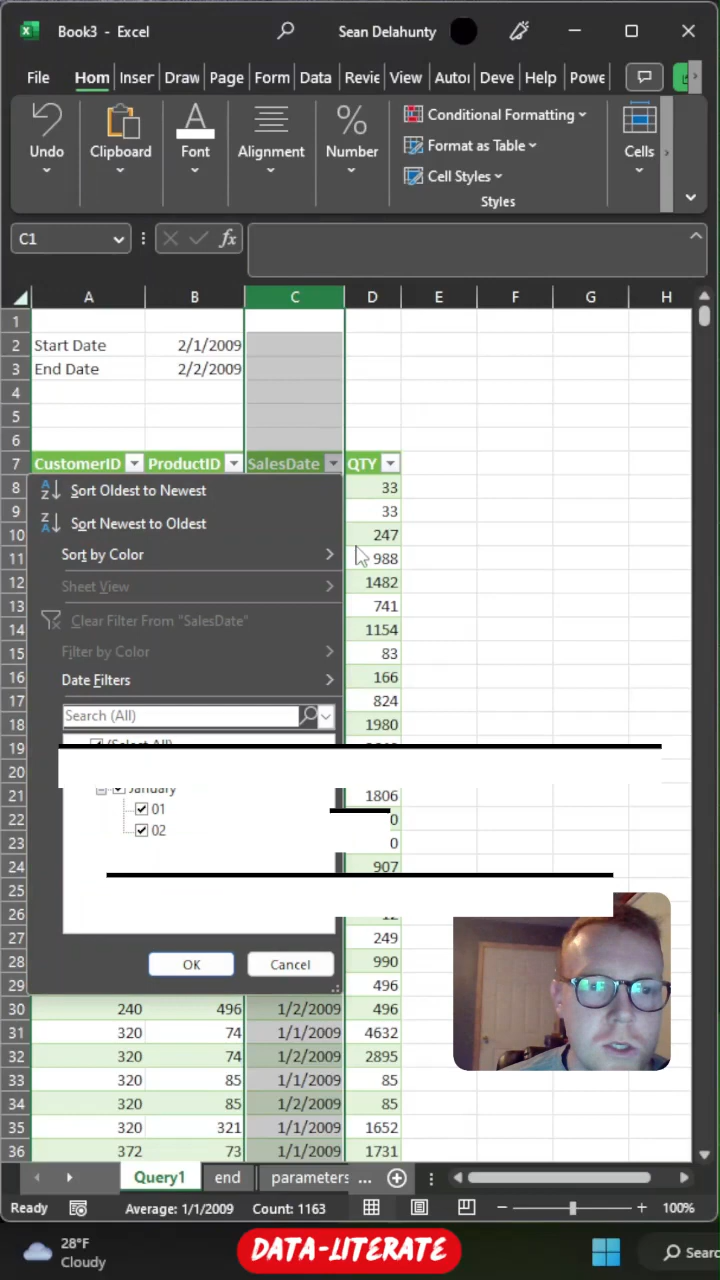 Book3 - Excel
Sean Delahunty
File Hom Inser Draw Page Form Data Revie View Autor Deve Help Powe
Undo
Clipboard
Font
Alignment
Number
Conditional Formatting
Format as Table
Cell Styles
Cells
Styles
C1
fx
A B C D E F G H
1
2 Start Date 2/1/2009
3 End Date 2/2/2009
4
5
6
7 CustomerID ProductID SalesDate QTY
8 33
9 33
10 247
11 988
12 1482
13 741
14 1154
15 83
16 166
17 824
18 1980
19
20
21 1806
22 0
23 0
24 907
25
26
27 249
28 990
29 496
Sort Oldest to Newest
Sort Newest to Oldest
Sort by Color
Sheet View
Clear Filter From "SalesDate"
Filter by Color
Date Filters
Search (All)
(Select All)
January
01
02
OK Cancel
30 240 496 1/2/2009 496
31 320 74 1/1/2009 4632
32 320 74 1/2/2009 2895
33 320 85 1/1/2009 85
34 320 85 1/2/2009 85
35 320 321 1/1/2009 1652
36 372 73 1/1/2009 1731
Query1 end parameters ...
Ready Average: 1/1/2009 Count: 1163 100%
28°F
Cloudy
DATA-LITERATE
Searc